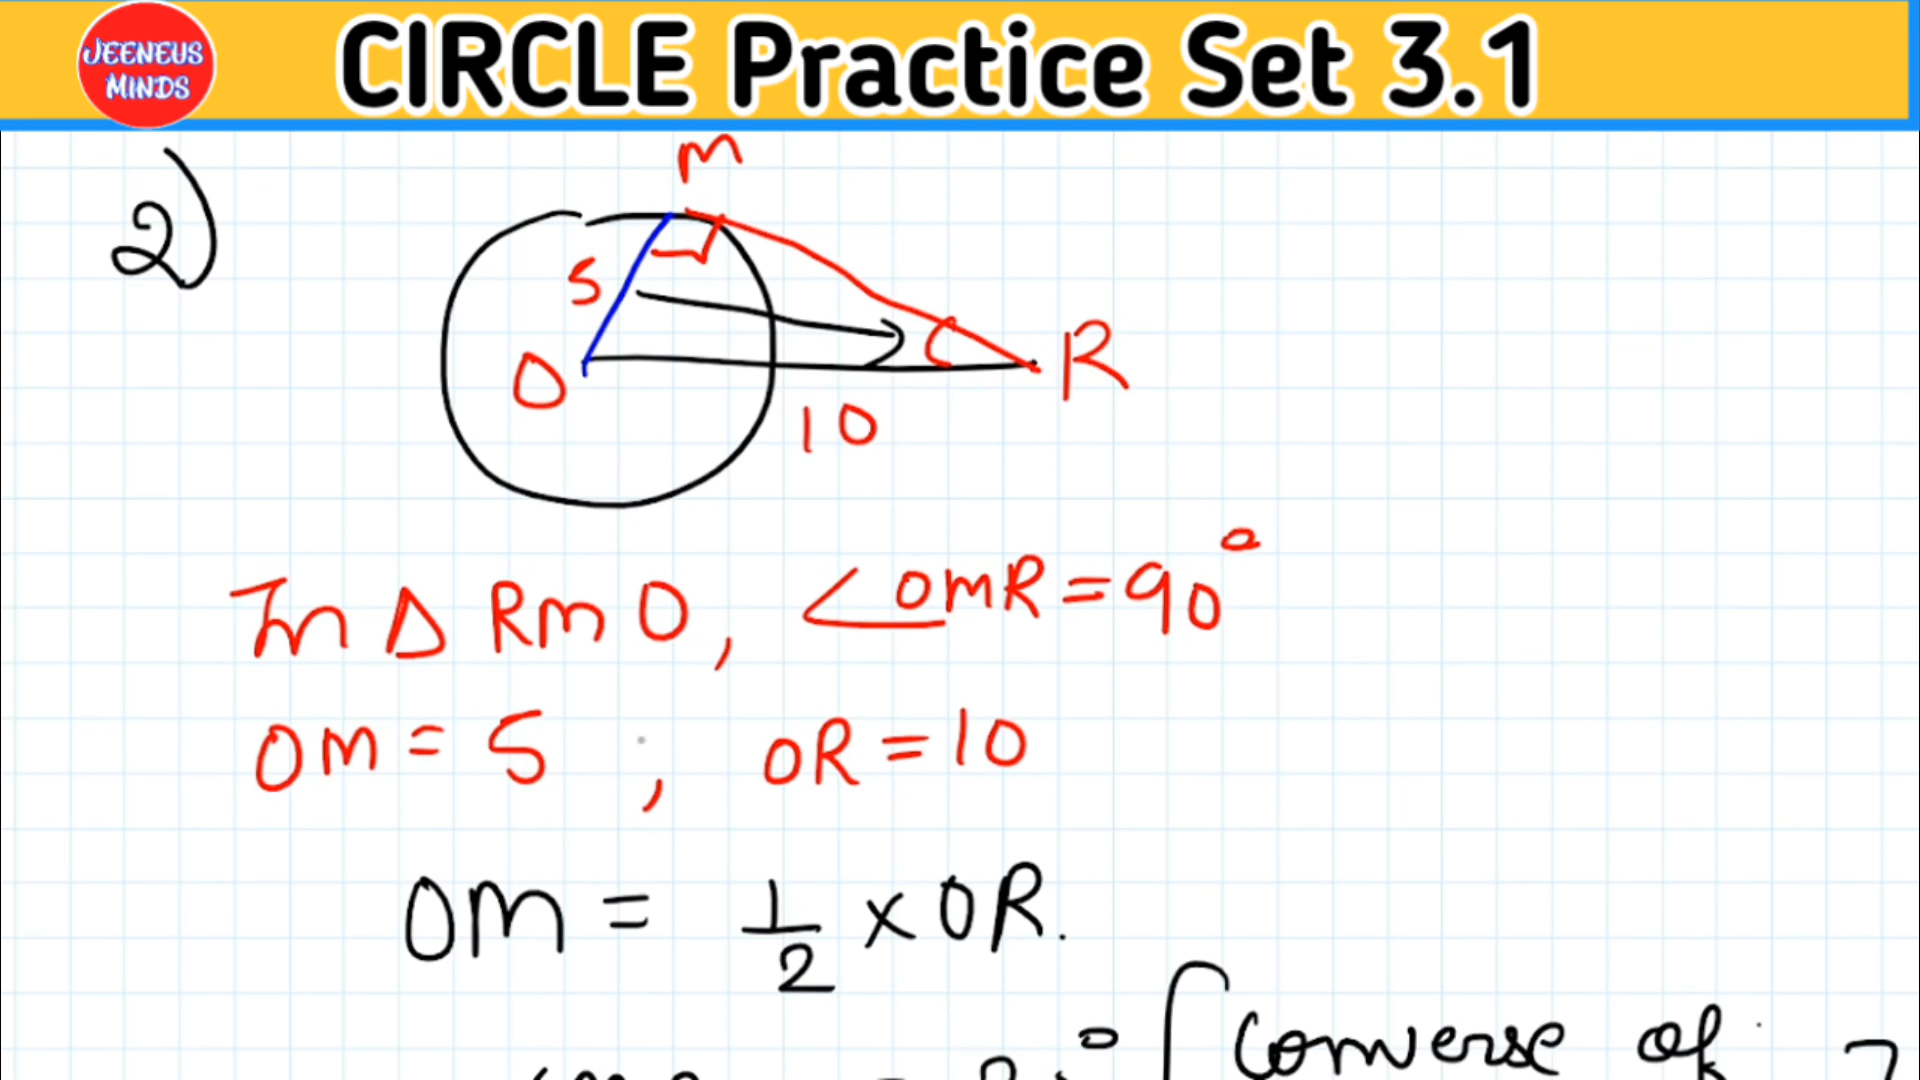 JEENEUS
MINDS
CIRCLE Practice Set 3.1
2)
M
5
O
R
10
In Δ RMO, ∠OMR = 90°
OM = 5 ; OR = 10
OM = 1/2 × OR.
[Converse of